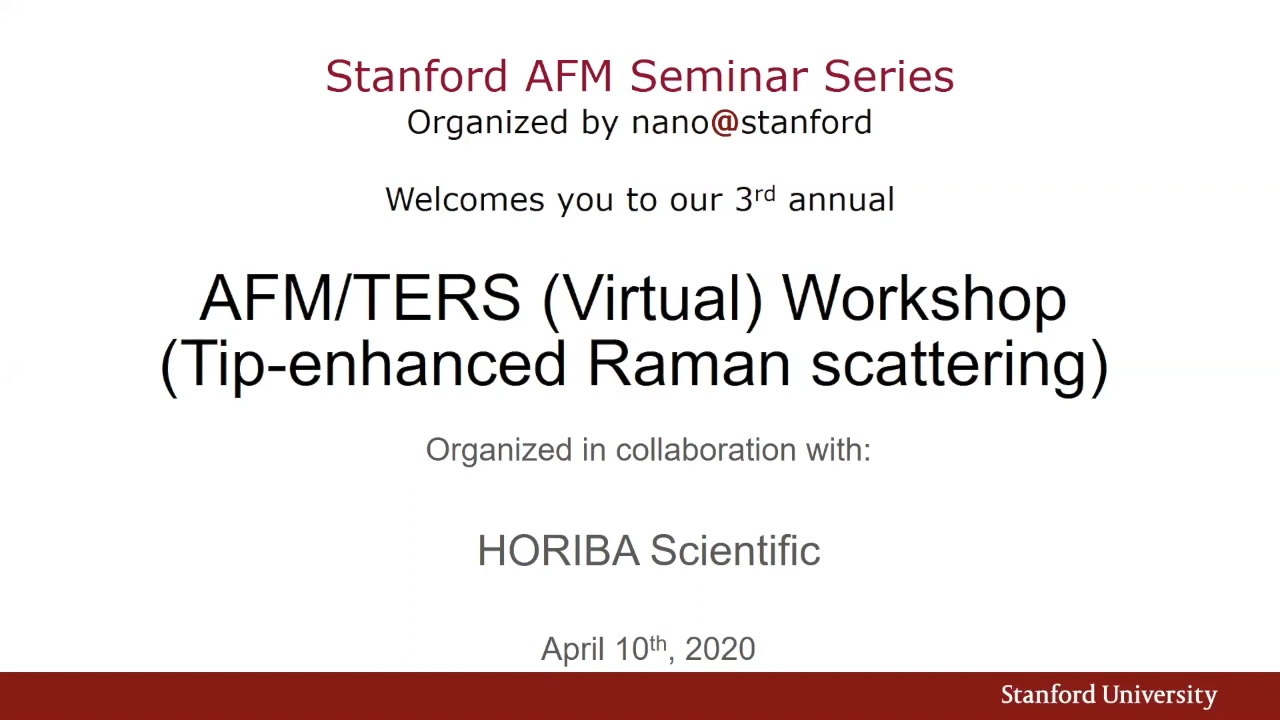 Stanford AFM Seminar Series
Organized by nano@stanford
Welcomes you to our 3rd annual
AFM/TERS (Virtual) Workshop
(Tip-enhanced Raman scattering)
Organized in collaboration with:
HORIBA Scientific
April 10th, 2020
Stanford University